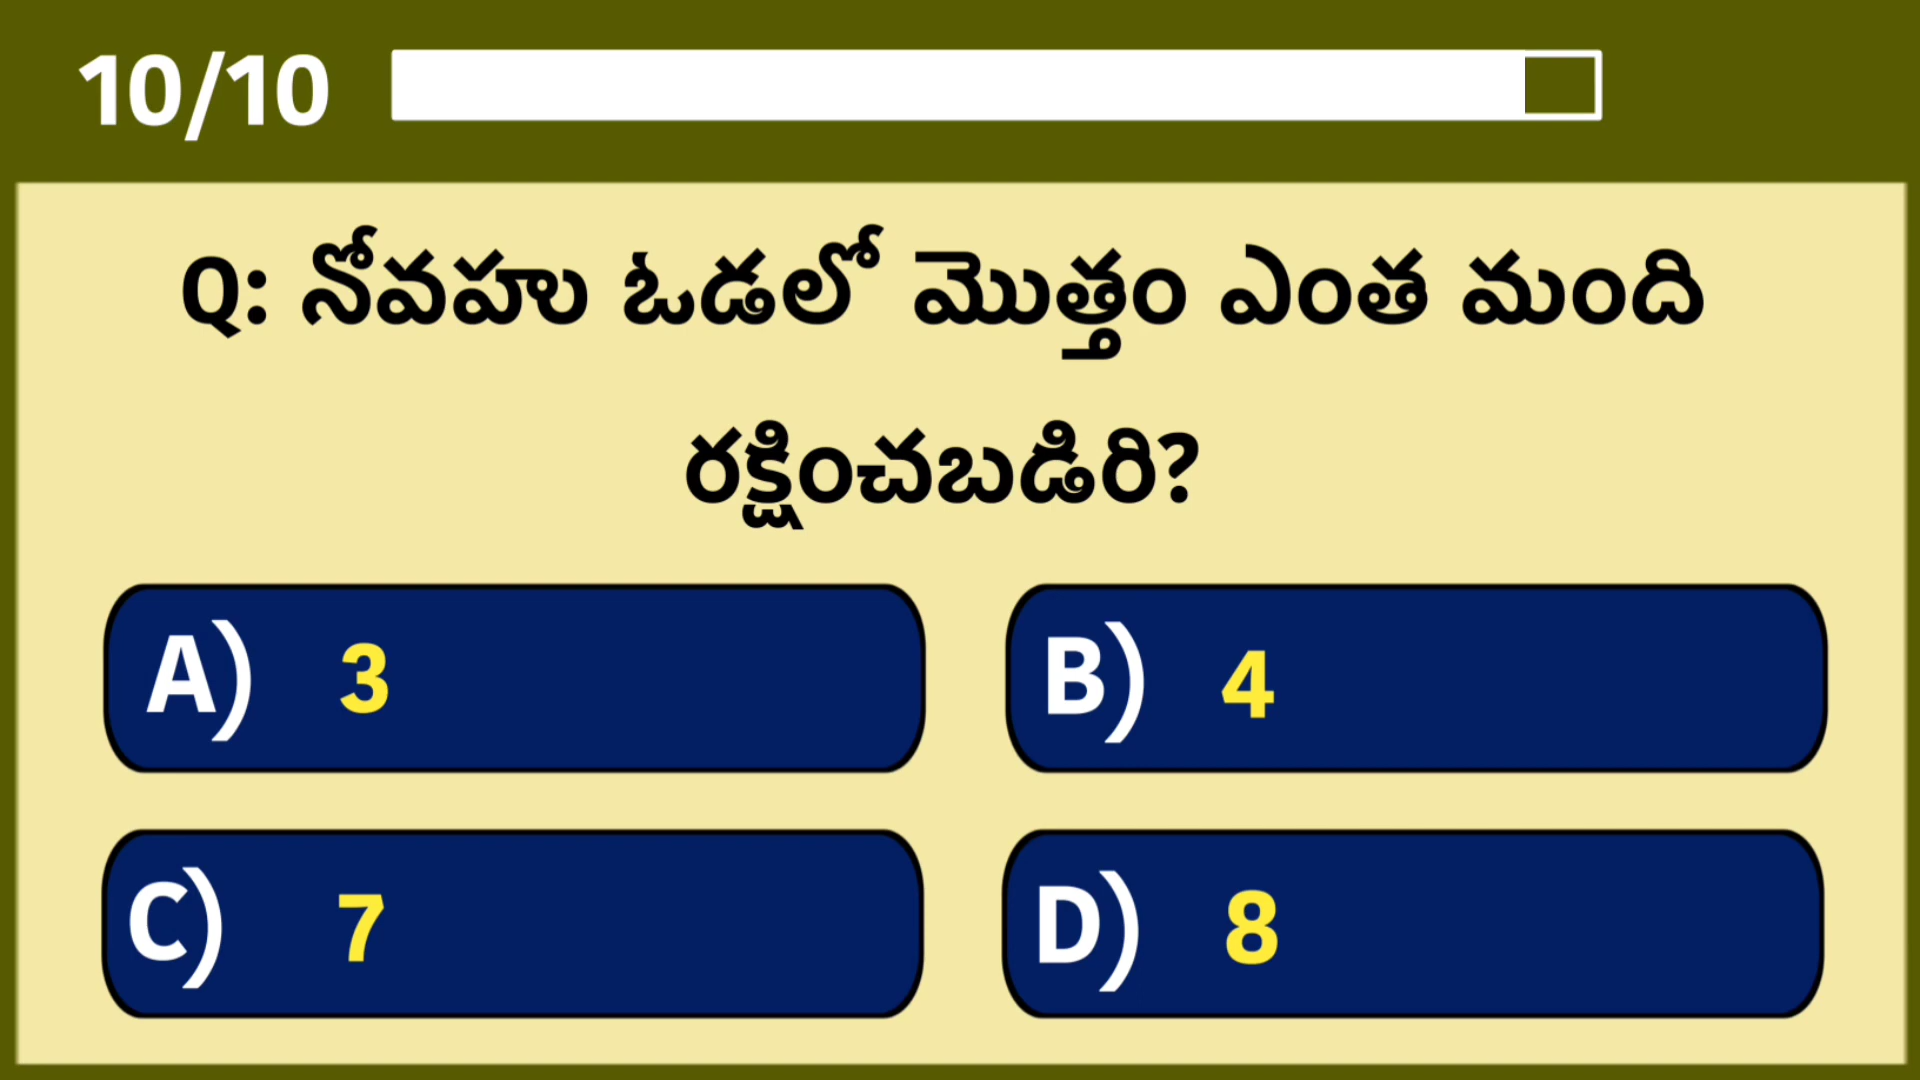 10/10
Q: నోవహు ఓడలో మొత్తం ఎంత మంది
రక్షించబడిరి?
A) 3
B) 4
C) 7
D) 8